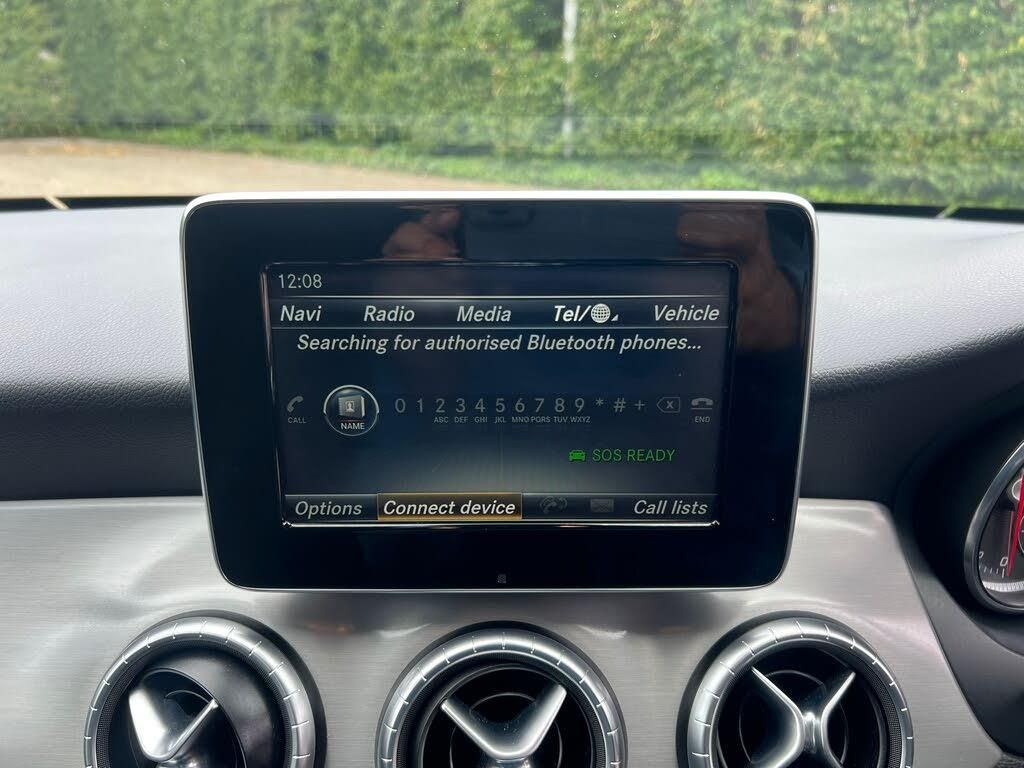 12:08
Navi Radio Media Tel/ Vehicle
Searching for authorised Bluetooth phones...
0 1 2 3 4 5 6 7 8 9 * # +
CALL NAME ABC DEF GHI JKL MNO PQRS TUV WXYZ END
SOS READY
Options Connect device Call lists
0